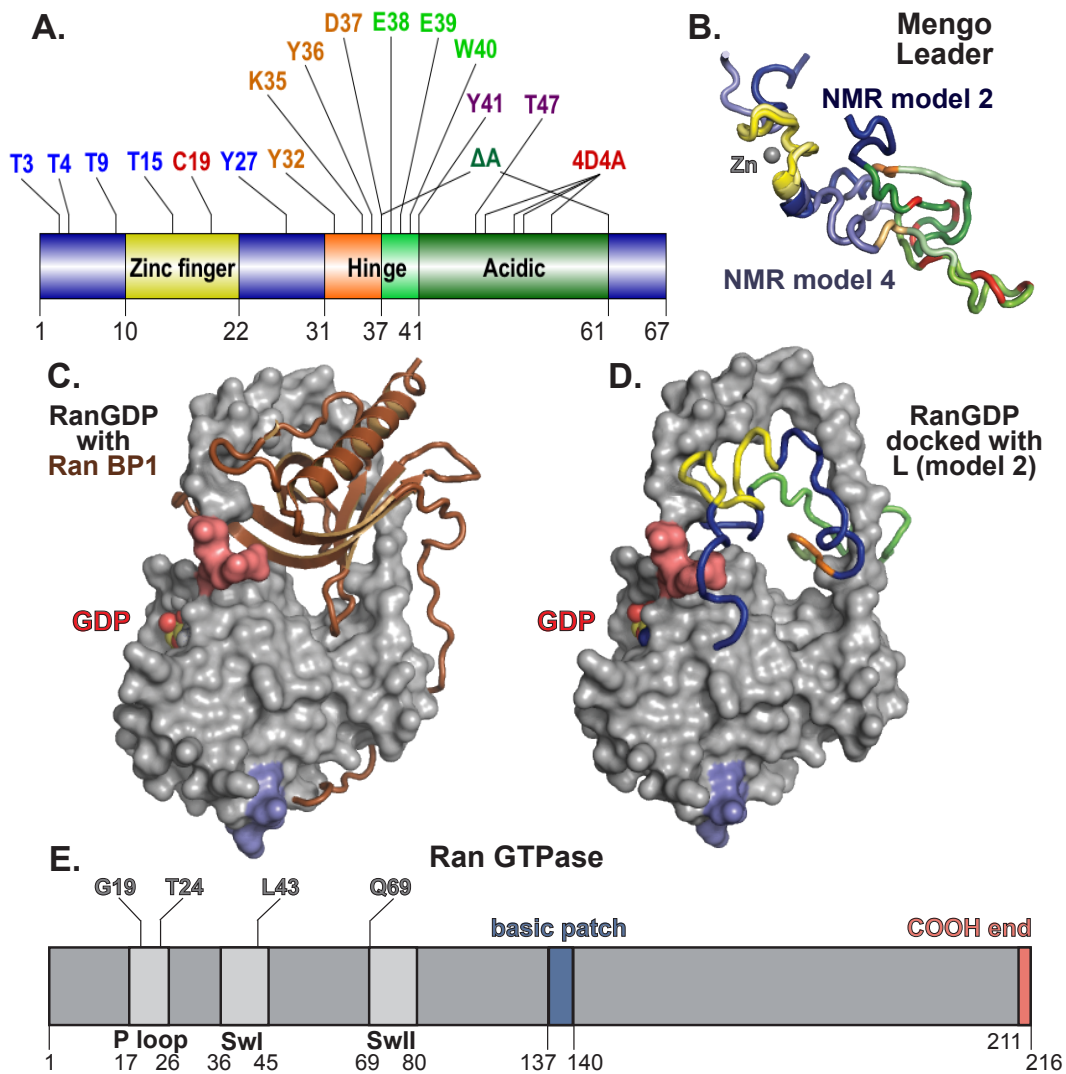 A.
D37 E38 E39
Y36 W40
K35 Y41 T47
T3 T4 T9 T15 C19 Y27 Y32 ΔA 4D4A
Zinc finger Hinge Acidic
1 10 22 31 37 41 61 67
B.
Mengo
Leader
NMR model 2
Zn
NMR model 4
C.
RanGDP
with
Ran BP1
GDP
D.
RanGDP
docked with
L (model 2)
GDP
E.
Ran GTPase
G19 T24 L43 Q69
basic patch COOH end
P loop SwI SwII
1 17 26 36 45 69 80 137 140 211 216